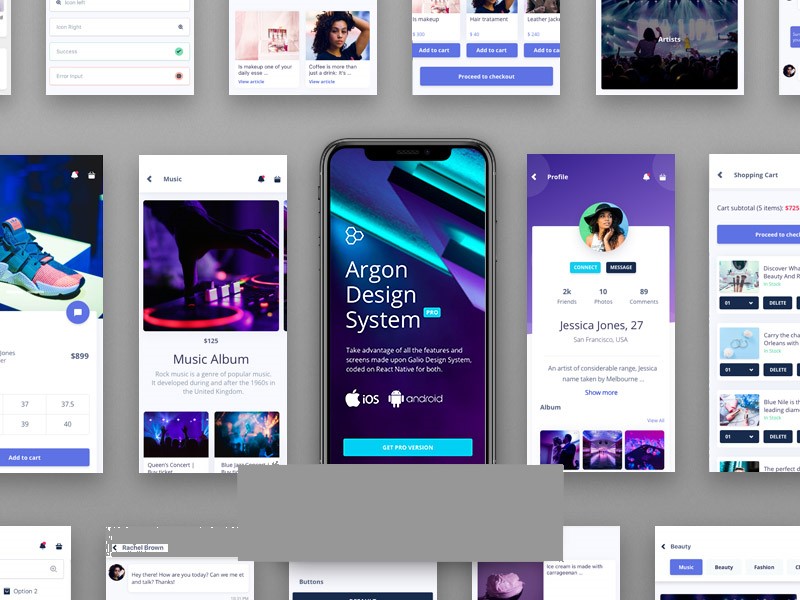 Icon left
Icon Right
Success
Error Input
Is makeup one of your
daily esse ...
View article
Coffee is more than
just a drink: It's ...
View article
Is makeup
$ 300
Add to cart
Hair tratament
$ 40
Add to cart
Leather Jacke
$ 240
Add to ca
Proceed to checkout
Artists
Jones
$899
37
37.5
39
40
Add to cart
Music
$125
Music Album
Rock music is a genre of popular music.
It developed during and after the 1960s in
the United Kingdom.
Queen's Concert |
Buy ticket
Blue Jazz Concert |
Buy ticket
Argon
Design
System
PRO
Take advantage of all the features and
screens made upon Galio Design System,
coded on React Native for both.
iOS
android
GET PRO VERSION
Profile
CONNECT
MESSAGE
2k
10
89
Friends
Photos
Comments
Jessica Jones, 27
San Francisco, USA
An artist of considerable range, Jessica
name taken by Melbourne ...
Show more
Album
View All
Shopping Cart
Cart subtotal (5 items): $725
Proceed to check
Discover Wha
Beauty And R
In Stock
01
DELETE
Carry the cha
Orleans with
In Stock
01
DELETE
Blue Nile is th
leading diam
In Stock
01
DELETE
The perfect d
Option 2
Rachel Brown
Hey there! How are you today? Can we me et
and talk? Thanks!
10:31 PM
Buttons
DEFAULT
Ice cream is made with
carrageenan ...
Beauty
Music
Beauty
Fashion